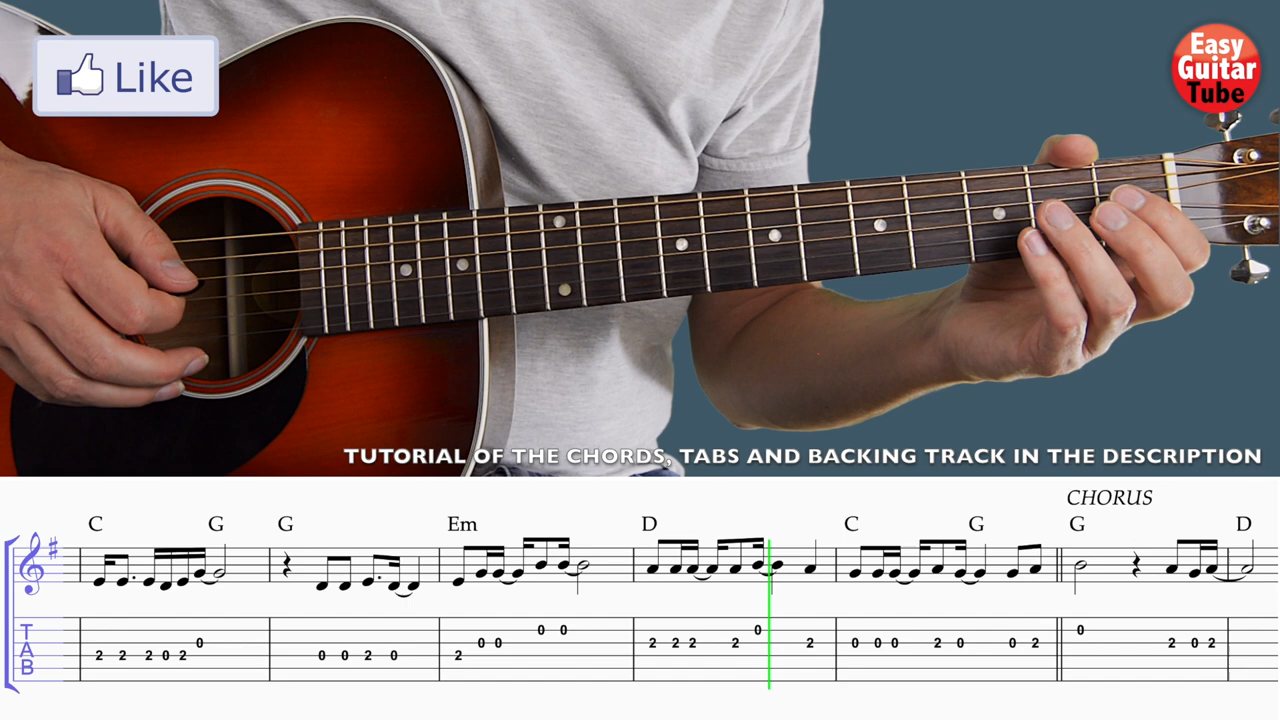 Like
Easy
Guitar
Tube
TUTORIAL OF THE CHORDS, TABS AND BACKING TRACK IN THE DESCRIPTION
CHORUS
C G G Em D C G G D
TAB
0 0 0 0 0
0 2 2 2 2 2 0 0 0 2 0 0 2 2 0 2
2 2 2 0 2 0 0 2 0 2